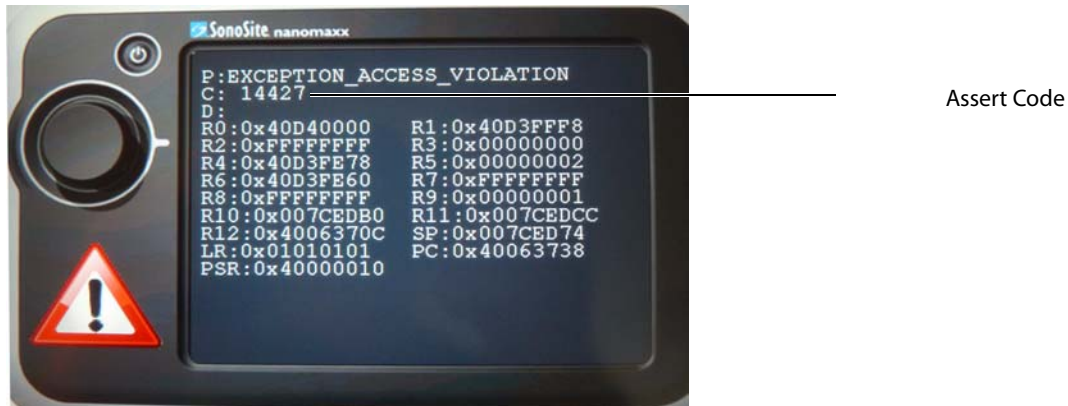 SonoSite nanomaxx
P:EXCEPTION_ACCESS_VIOLATION
C: 14427
Assert Code
D:
R0:0x40D40000 R1:0x40D3FFF8
R2:0xFFFFFFFF R3:0x00000000
R4:0x40D3FE78 R5:0x00000002
R6:0x40D3FE60 R7:0xFFFFFFFF
R8:0xFFFFFFFF R9:0x00000001
R10:0x007CEDB0 R11:0x007CEDCC
R12:0x4006370C SP:0x007CED74
LR:0x01010101 PC:0x40063738
PSR:0x40000010